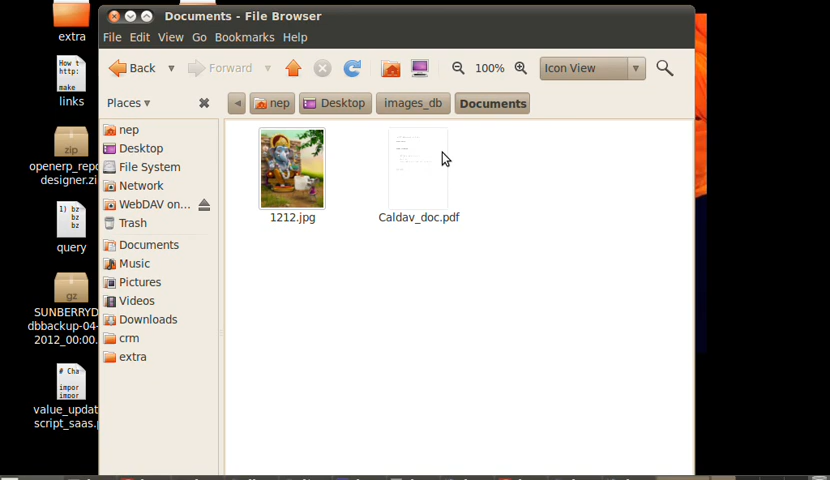 Documents - File Browser
File Edit View Go Bookmarks Help
Back Forward 100% Icon View
Places nep Desktop images_db Documents
nep
Desktop
File System
Network
WebDAV on...
Trash
Documents
Music
Pictures
Videos
Downloads
crm
extra
1212.jpg Caldav_doc.pdf
extra
How t
http:
make
links
zip
openerp_repo
designer.zi
1) bz
bz
bz
query
gz
SUNBERRYD
dbbackup-04-
2012_00:00.
# Cha
impor
impor
value_updat
script_saas.p